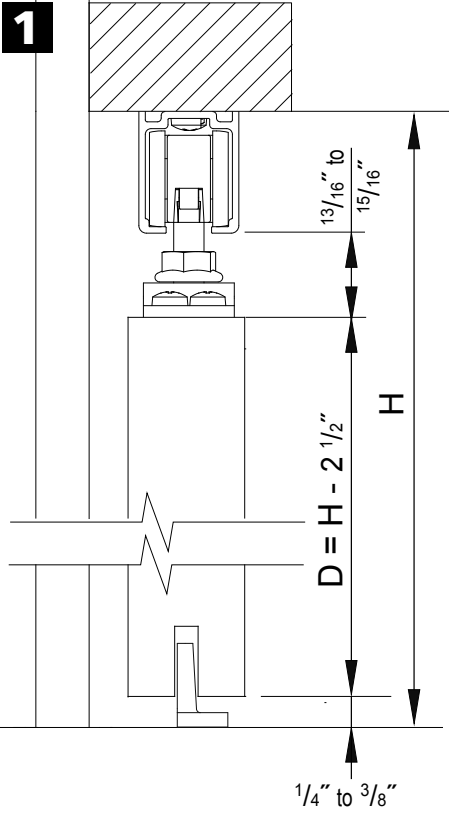 1
13/16″ to
15/16″
H
D = H - 2 1/2″
1/4″ to 3/8″